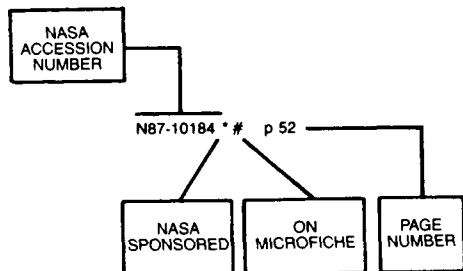 NASA
ACCESSION
NUMBER
N87-10184 * # p 52
NASA
SPONSORED
ON
MICROFICHE
PAGE
NUMBER